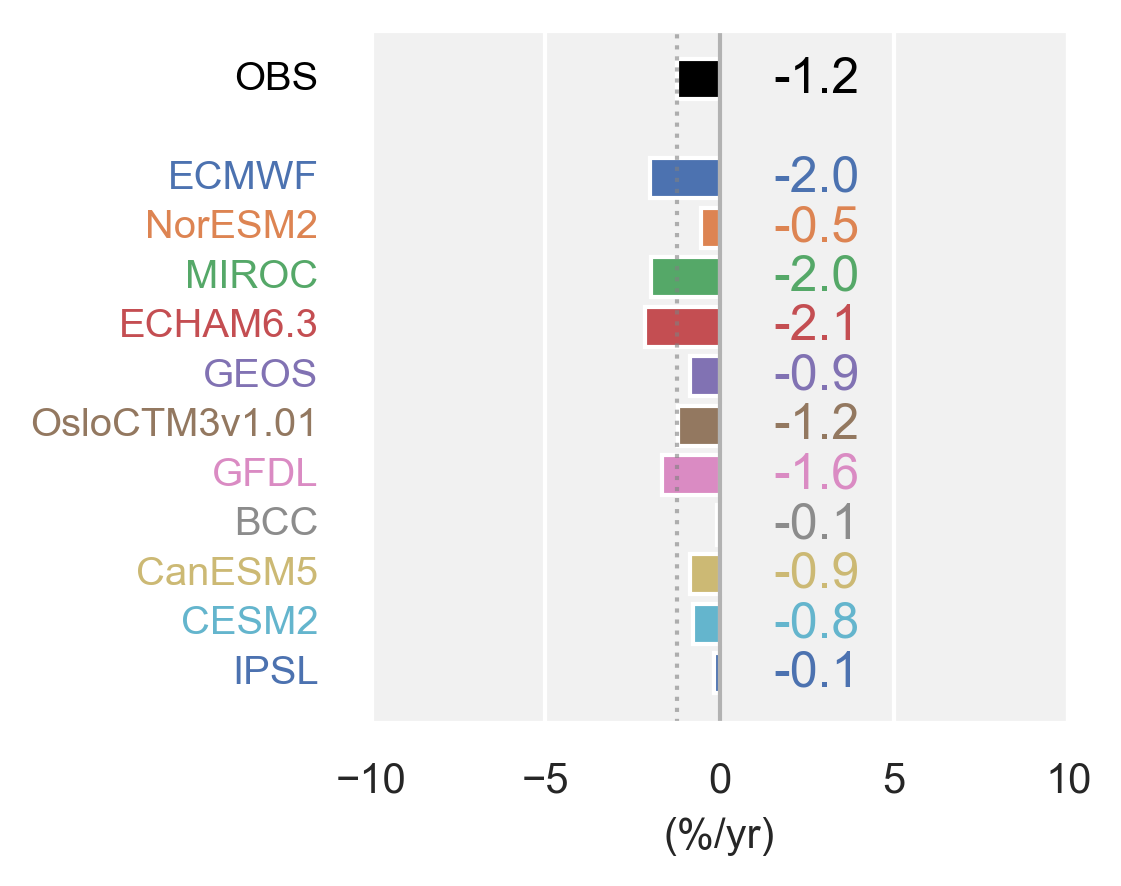 OBS -1.2
ECMWF -2.0
NorESM2 -0.5
MIROC -2.0
ECHAM6.3 -2.1
GEOS -0.9
OsloCTM3v1.01 -1.2
GFDL -1.6
BCC -0.1
CanESM5 -0.9
CESM2 -0.8
IPSL -0.1
−10 −5 0 5 10
(%/yr)